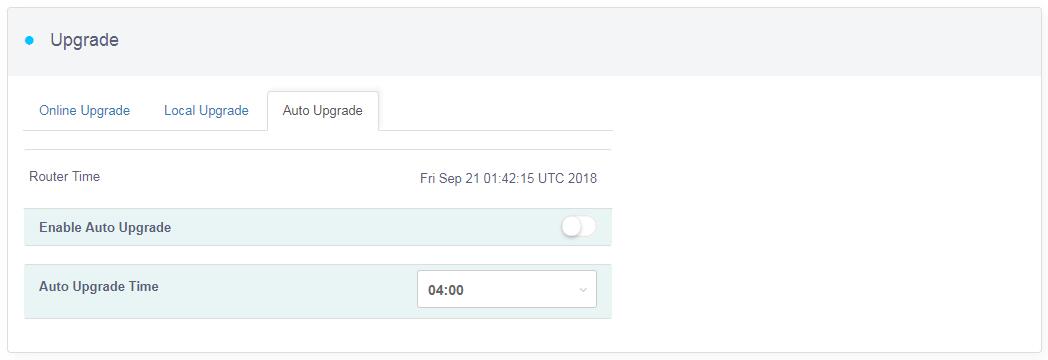 Upgrade
Online Upgrade Local Upgrade Auto Upgrade
Router Time Fri Sep 21 01:42:15 UTC 2018
Enable Auto Upgrade
Auto Upgrade Time 04:00